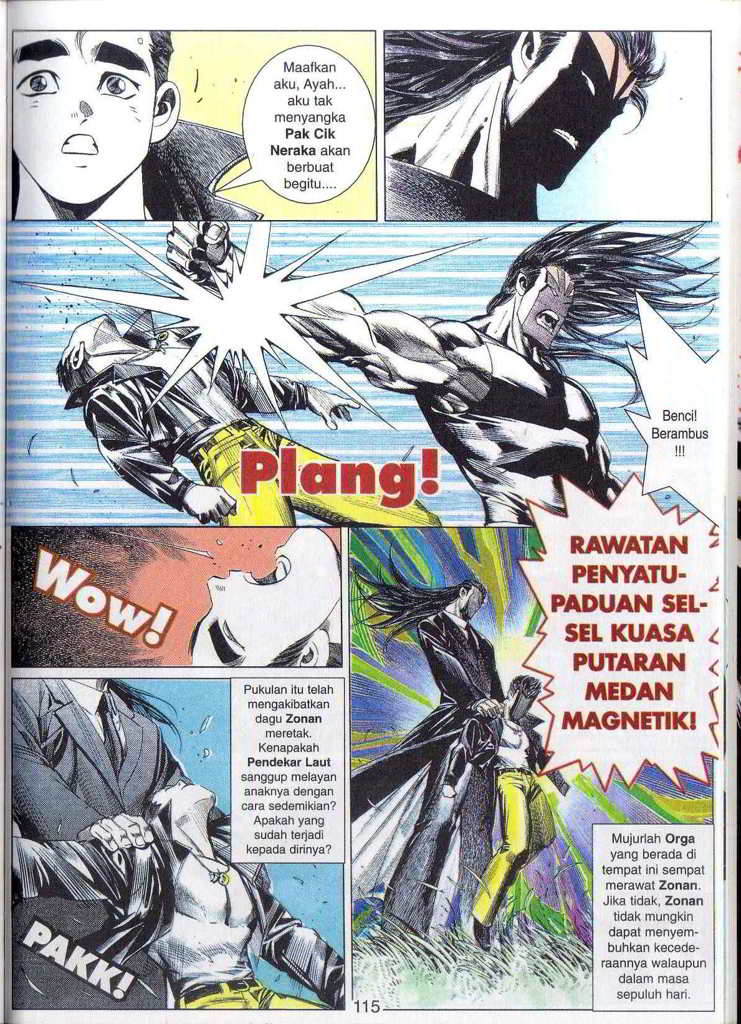 Maafkan
aku, Ayah...
aku tak
menyangka
Pak Cik
Neraka akan
berbuat
begitu....
Benci!
Berambus
!!!
Plang!
Wow!
RAWATAN
PENYATU-
PADUAN SEL-
SEL KUASA
PUTARAN
MEDAN
MAGNETIK!
Pukulan itu telah
mengakibatkan
dagu Zonan
meretak.
Kenapakah
Pendekar Laut
sanggup melayan
anaknya dengan
cara sedemikian?
Apakah yang
sudah terjadi
kepada dirinya?
PAKK!
Mujurlah Orga
yang berada di
tempat ini sempat
merawat Zonan.
Jika tidak, Zonan
tidak mungkin
dapat menyem-
buhkan kecede-
raannya walaupun
dalam masa
sepuluh hari.
115